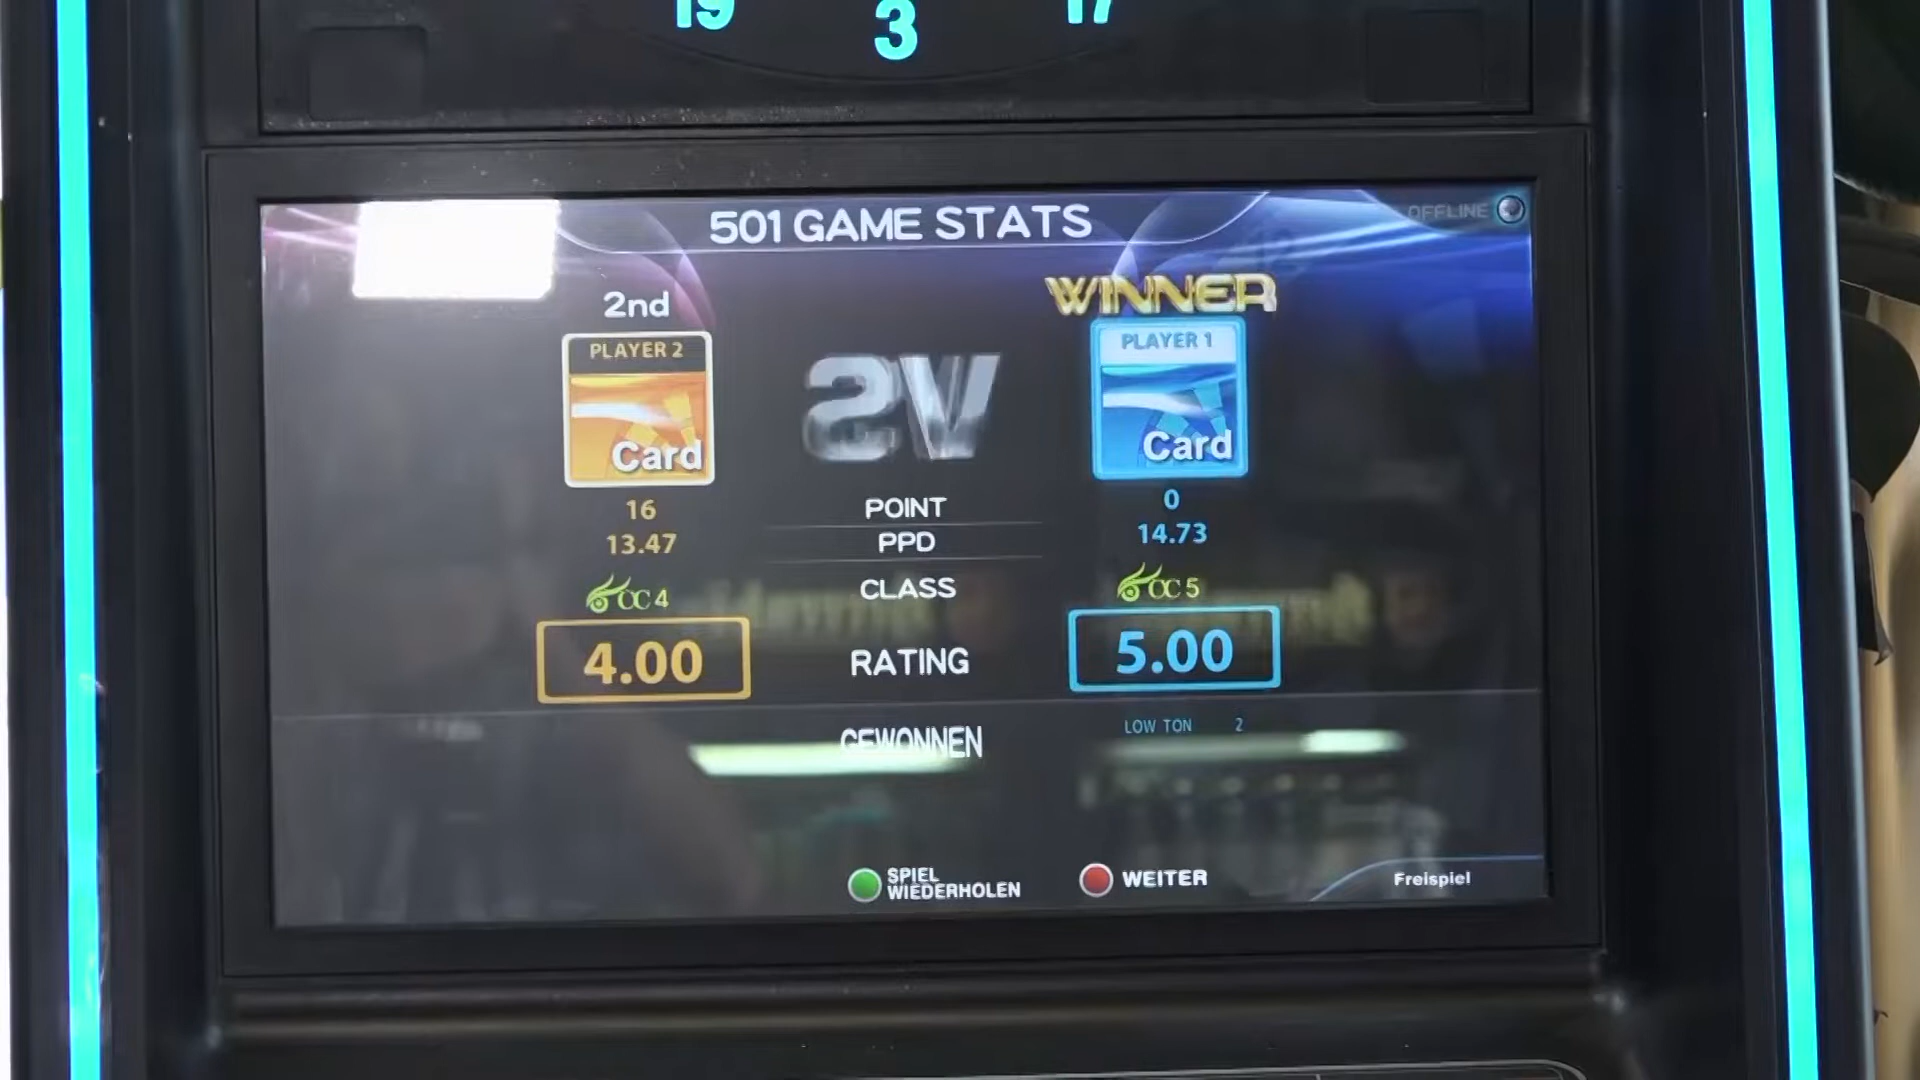 19 3 17
501 GAME STATS
OFFLINE
2nd
WINNER
PLAYER 2
PLAYER 1
Card
VS
Card
16 POINT 0
13.47 PPD 14.73
CC 4 CLASS CC 5
4.00 RATING 5.00
GEWONNEN
LOW TON 2
SPIEL
WIEDERHOLEN
WEITER
Freispiel